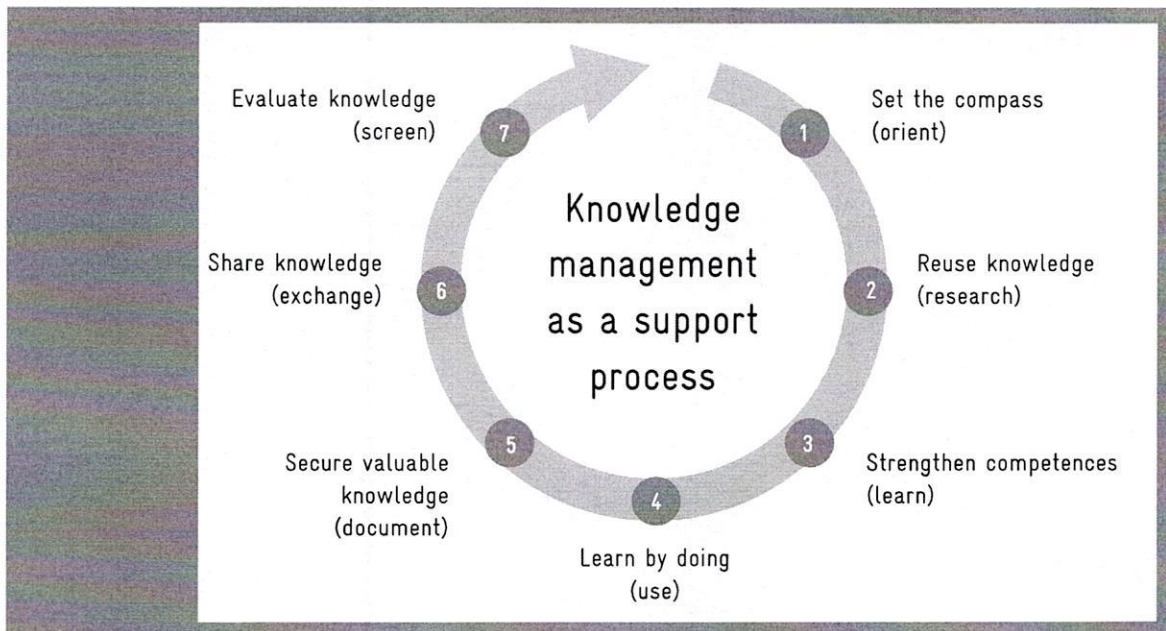 Knowledge
management
as a support
process
1
Set the compass
(orient)
2
Reuse knowledge
(research)
3
Strengthen competences
(learn)
4
Learn by doing
(use)
5
Secure valuable
knowledge
(document)
6
Share knowledge
(exchange)
7
Evaluate knowledge
(screen)